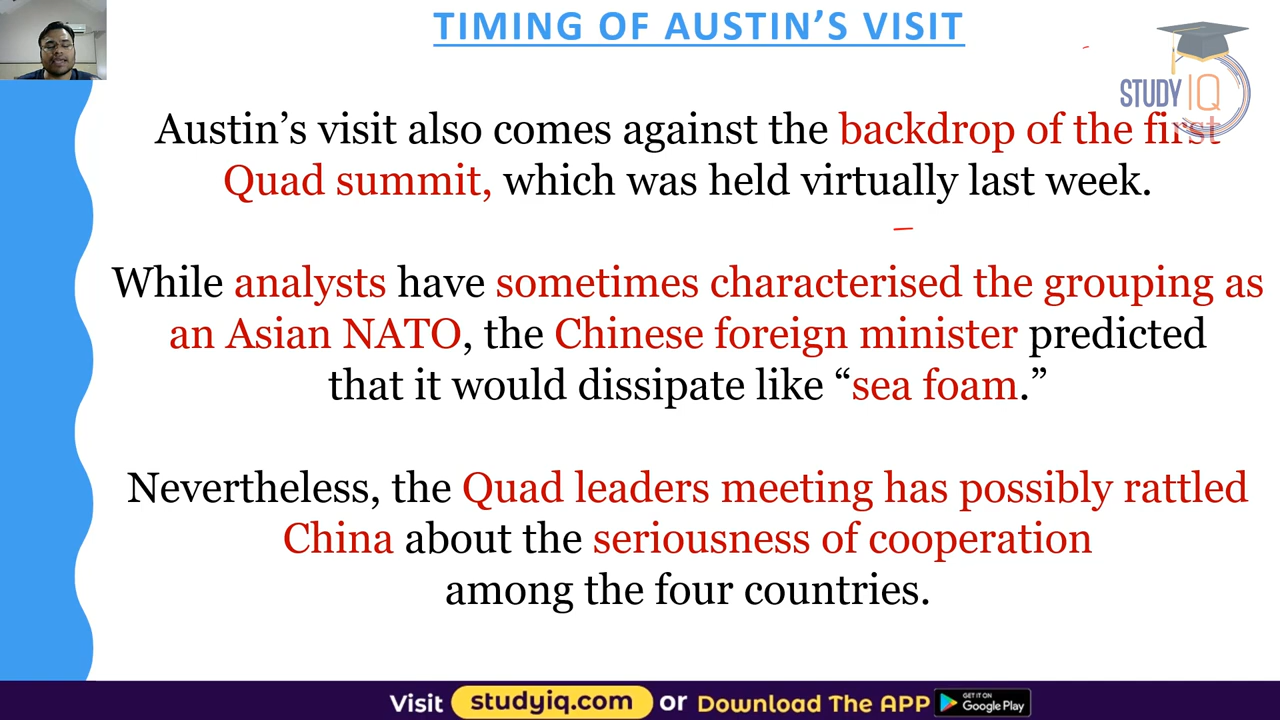 TIMING OF AUSTIN’S VISIT
STUDY IQ
Austin’s visit also comes against the backdrop of the first
Quad summit, which was held virtually last week.
While analysts have sometimes characterised the grouping as
an Asian NATO, the Chinese foreign minister predicted
that it would dissipate like “sea foam.”
Nevertheless, the Quad leaders meeting has possibly rattled
China about the seriousness of cooperation
among the four countries.
Visit studyiq.com or Download The APP GET IT ON Google Play